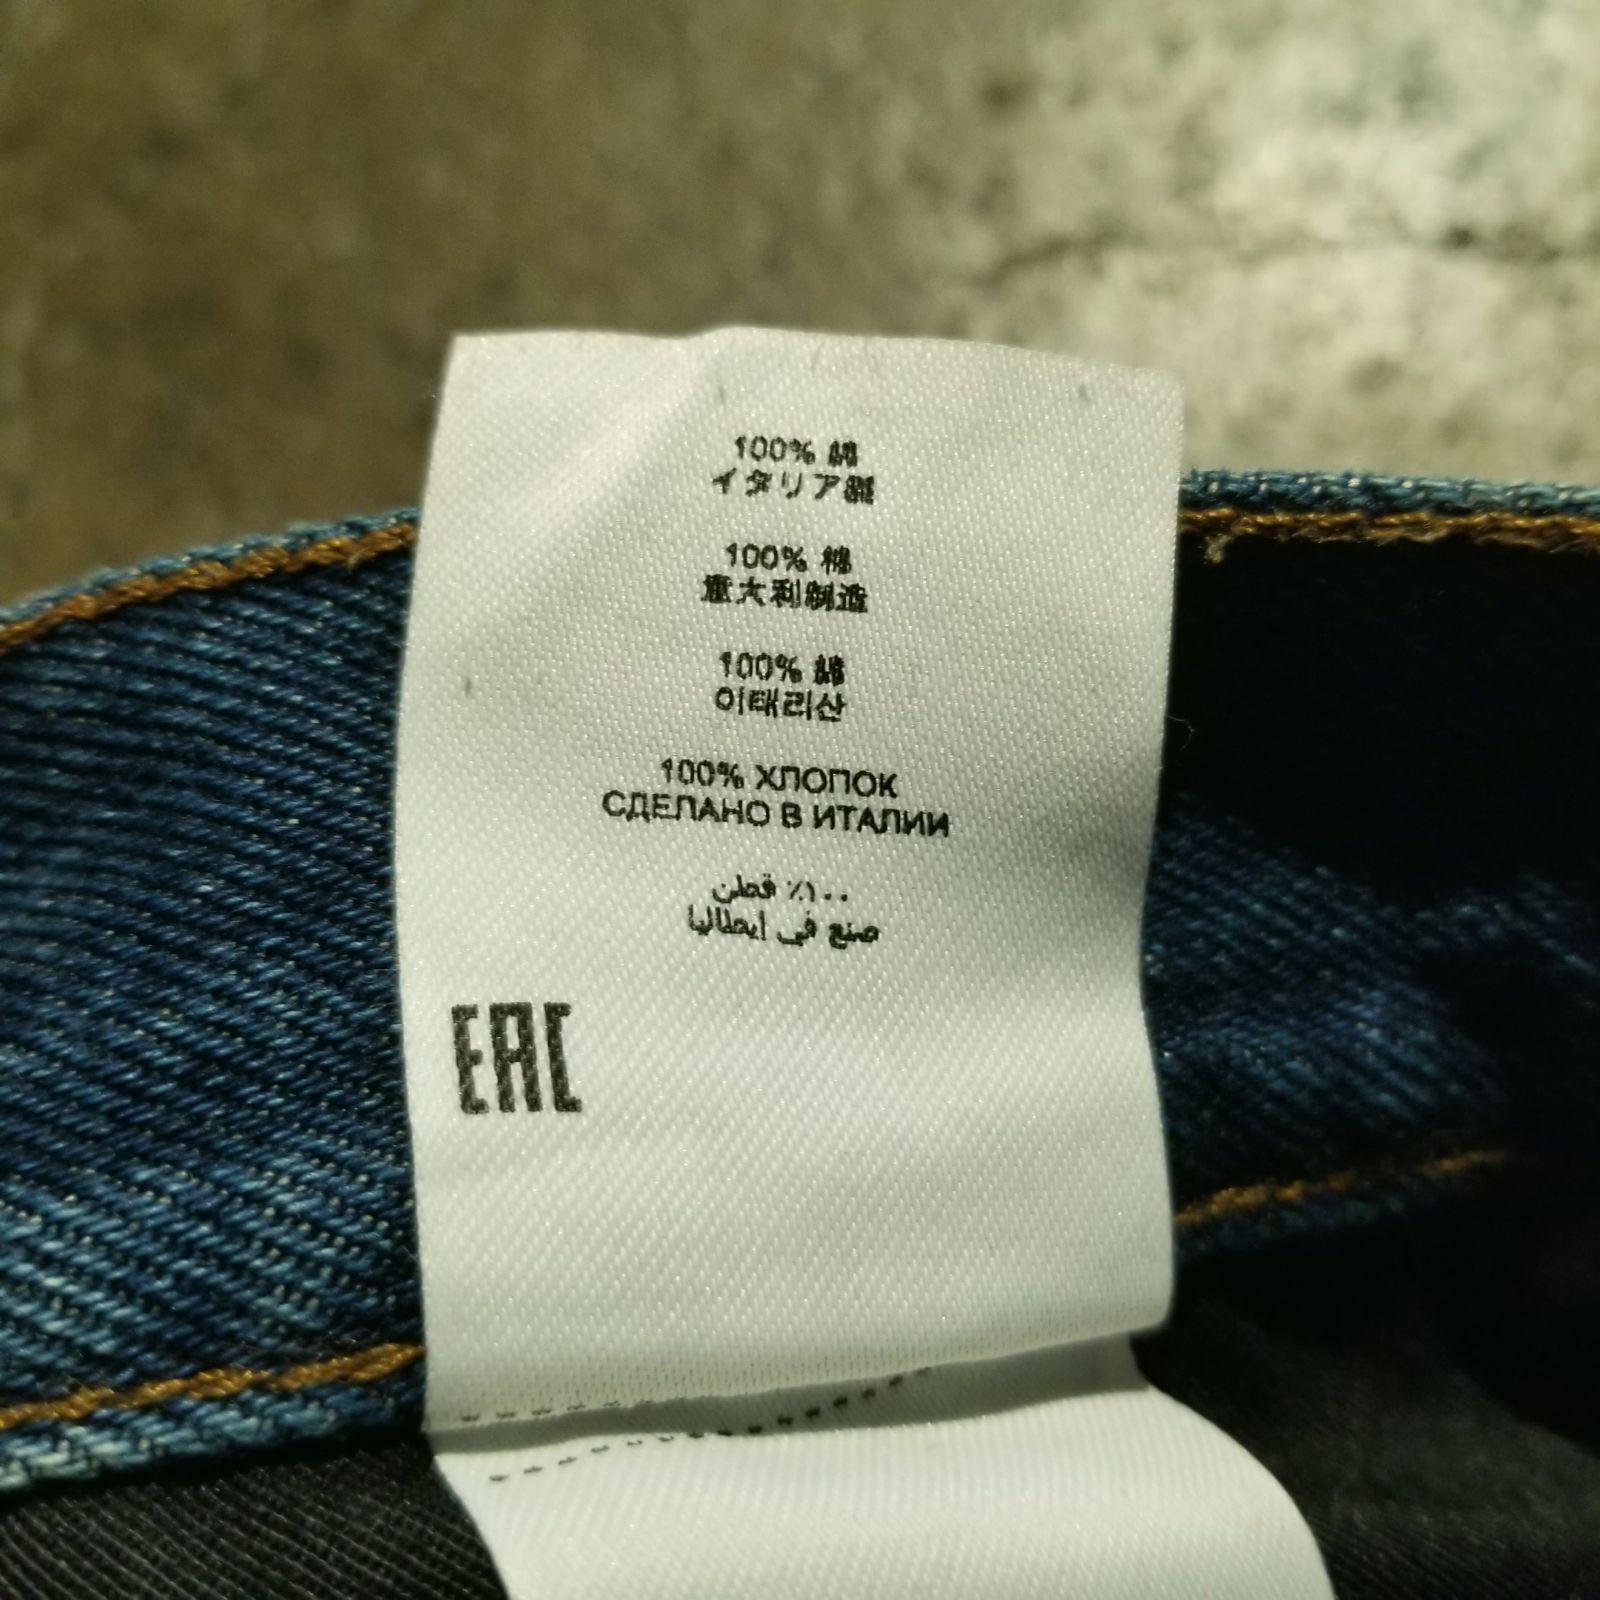 100% 綿
イタリア製
100% 棉
意大利制造
100% 綿
이태리산
100% ХЛОПОК
СДЕЛАНО В ИТАЛИИ
١٠٠٪ قطن
صنع في إيطاليا
EAC